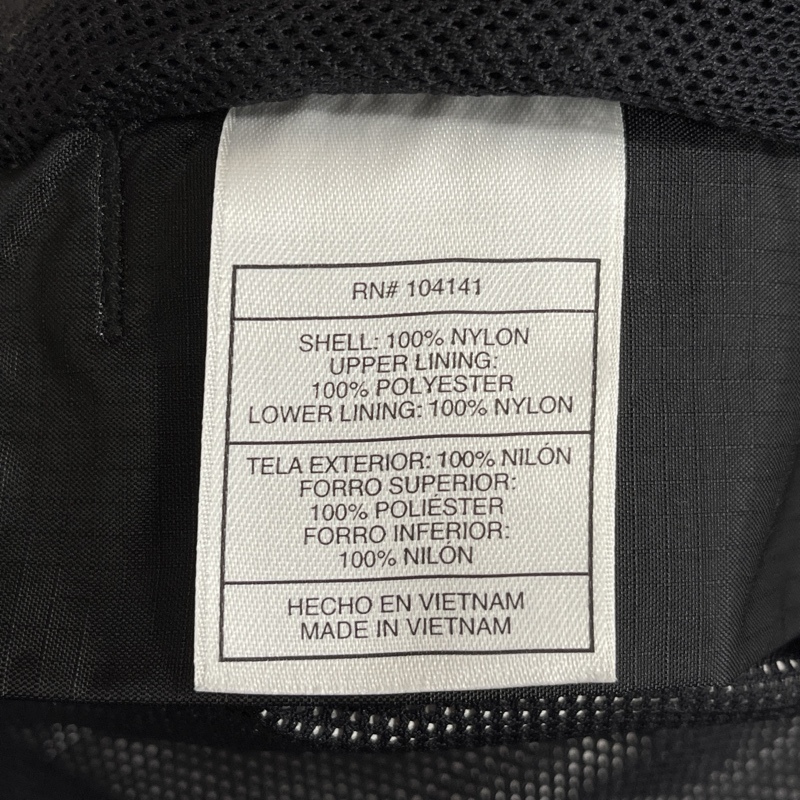 RN# 104141
SHELL: 100% NYLON
UPPER LINING:
100% POLYESTER
LOWER LINING: 100% NYLON
TELA EXTERIOR: 100% NILÓN
FORRO SUPERIOR:
100% POLIÉSTER
FORRO INFERIOR:
100% NILÓN
HECHO EN VIETNAM
MADE IN VIETNAM